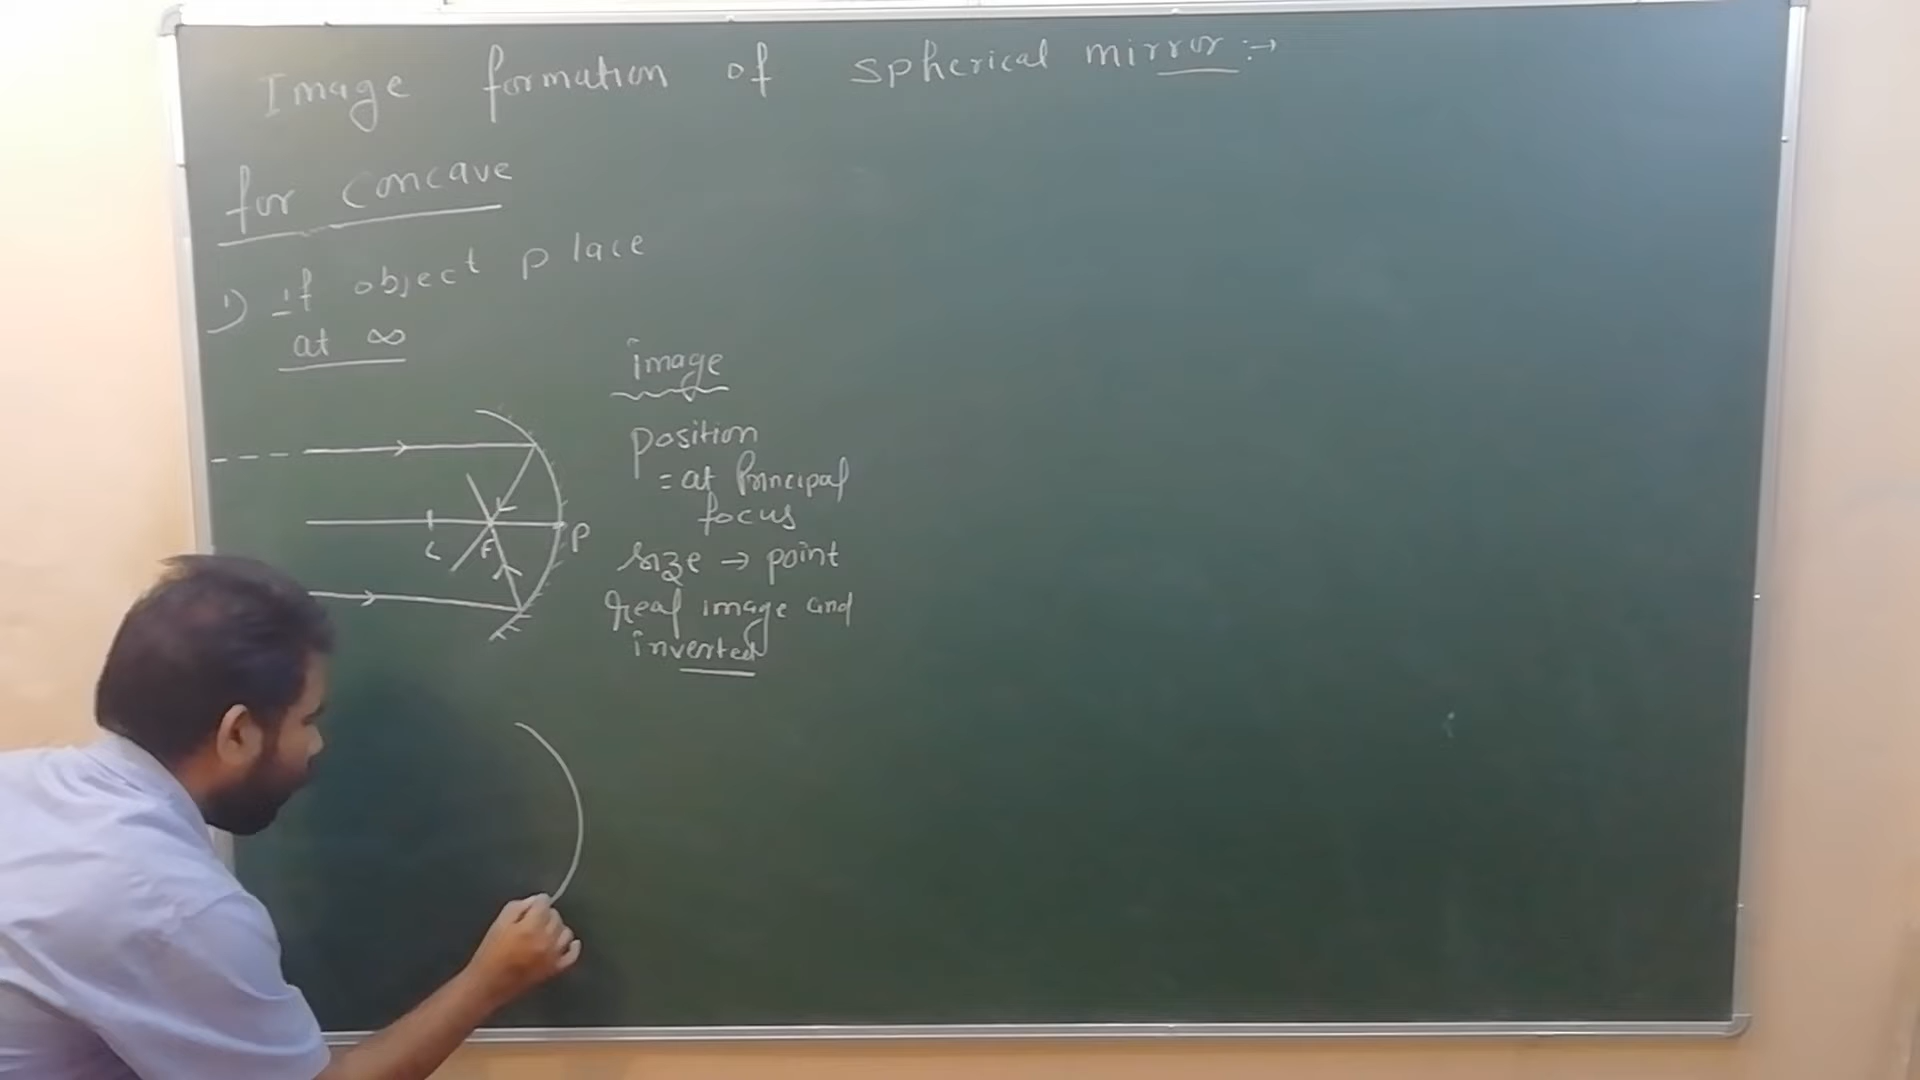 Image formation of spherical mirror :→
for concave
1) if object place
at ∞
image
position
= at Principal
focus
P
C F
size → point
real image and
inverted